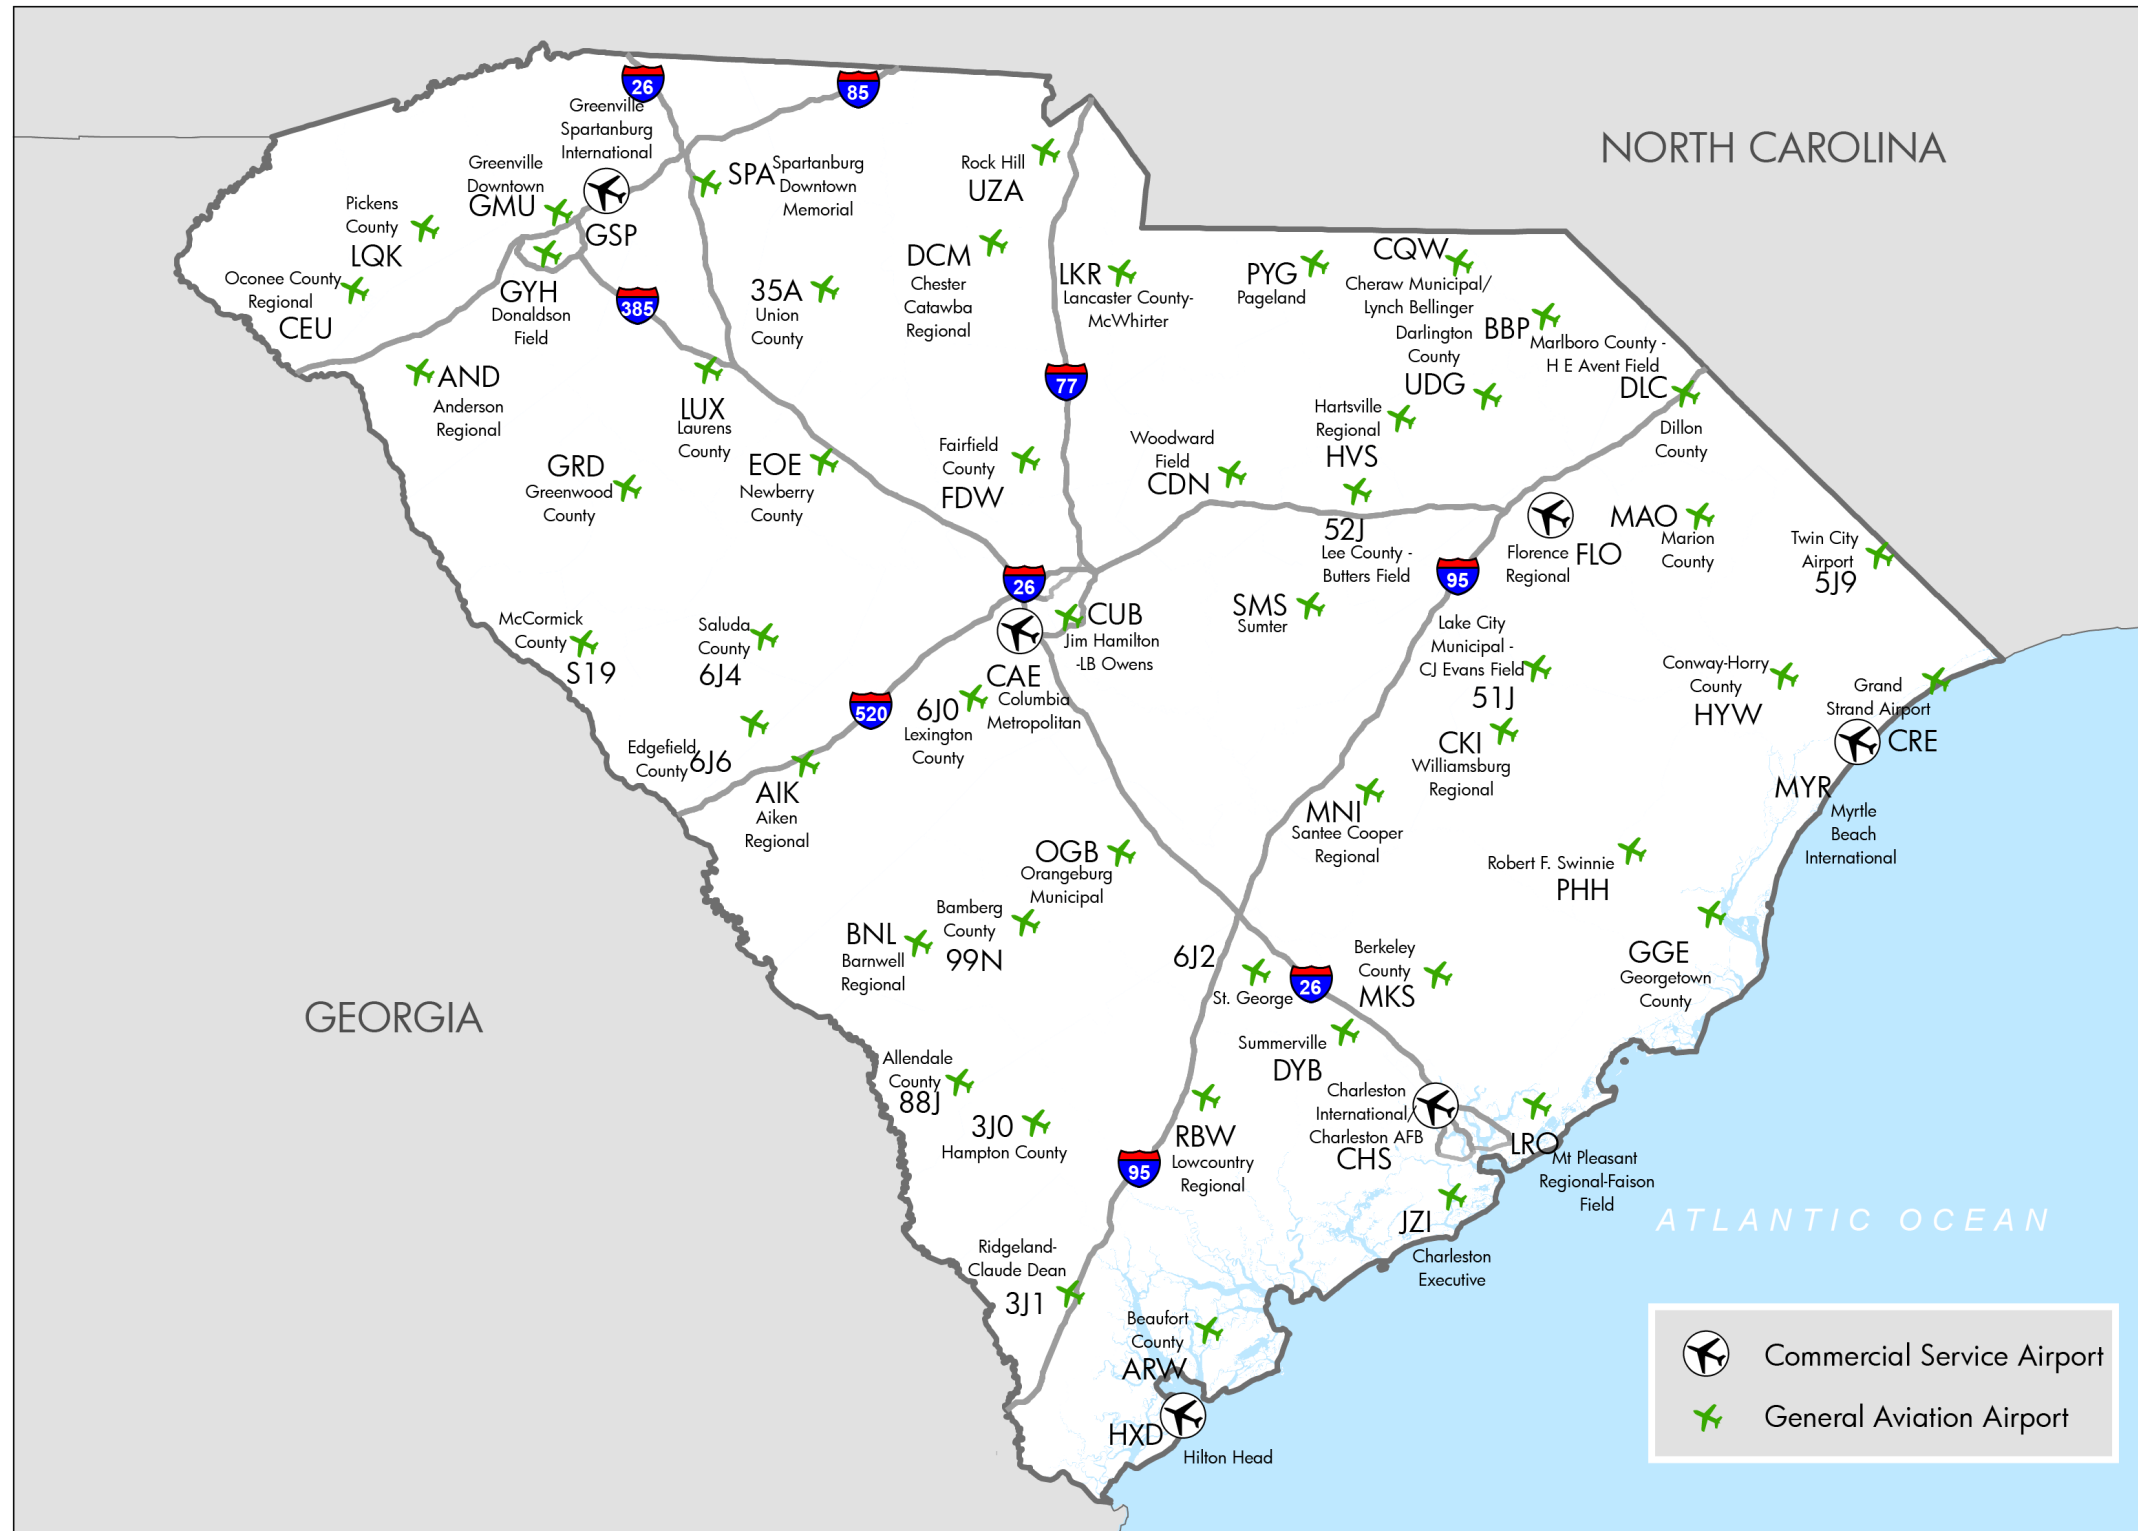 26
85
Greenville
Spartanburg
International
NORTH CAROLINA
Greenville
Downtown
GMU
SPA
Spartanburg
Downtown
Memorial
Rock Hill
UZA
Pickens
County
LQK
GSP
Oconee County
Regional
CEU
GYH
Donaldson
Field
385
35A
Union
County
DCM
Chester
Catawba
Regional
LKR
Lancaster County-
McWhirter
PYG
Pageland
CQW
Cheraw Municipal/
Lynch Bellinger
Darlington
County
UDG
BBP
Marlboro County -
H E Avent Field
DLC
Dillon
County
77
AND
Anderson
Regional
LUX
Laurens
County
Hartsville
Regional
HVS
GRD
Greenwood
County
EOE
Newberry
County
Fairfield
County
FDW
Woodward
Field
CDN
52J
Lee County -
Butters Field
Florence
Regional
FLO
MAO
Marion
County
Twin City
Airport
5J9
26
95
McCormick
County
S19
Saluda
County
6J4
CUB
Jim Hamilton
-LB Owens
SMS
Sumter
Lake City
Municipal -
CJ Evans Field
51J
Conway-Horry
County
HYW
Grand
Strand Airport
CRE
CAE
Columbia
Metropolitan
520
6J0
Lexington
County
Edgefield
County
6J6
AIK
Aiken
Regional
CKI
Williamsburg
Regional
MYR
Myrtle
Beach
International
MNI
Santee Cooper
Regional
OGB
Orangeburg
Municipal
Robert F. Swinnie
PHH
Bamberg
County
99N
BNL
Barnwell
Regional
6J2
St. George
26
Berkeley
County
MKS
GGE
Georgetown
County
GEORGIA
Summerville
DYB
Allendale
County
88J
3J0
Hampton County
RBW
Lowcountry
Regional
95
Charleston
International/
Charleston AFB
CHS
LRO
Mt Pleasant
Regional-Faison
Field
JZI
Charleston
Executive
ATLANTIC OCEAN
Ridgeland-
Claude Dean
3J1
Beaufort
County
ARW
HXD
Hilton Head
Commercial Service Airport
General Aviation Airport